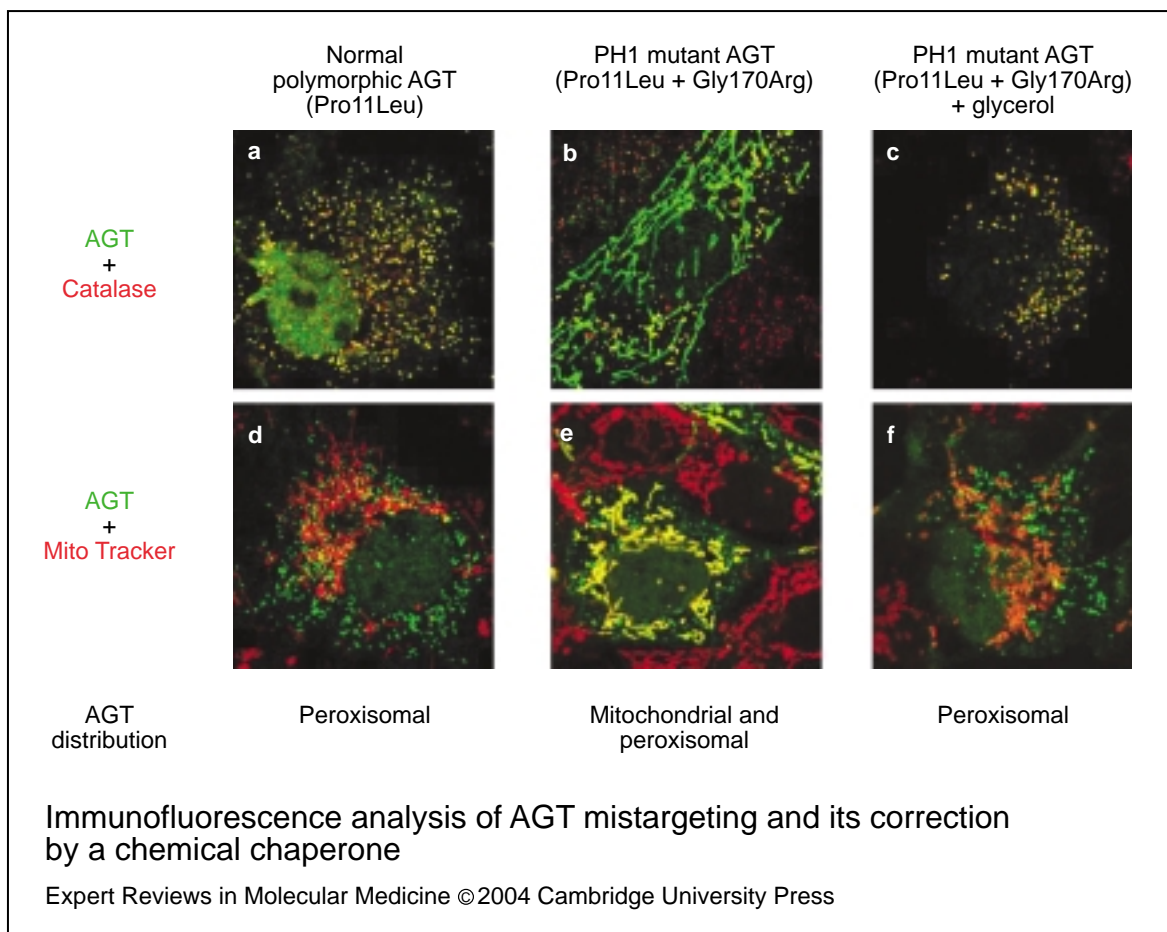 Normal
polymorphic AGT
(Pro11Leu)
PH1 mutant AGT
(Pro11Leu + Gly170Arg)
PH1 mutant AGT
(Pro11Leu + Gly170Arg)
+ glycerol
AGT
+
Catalase
a
b
c
AGT
+
Mito Tracker
d
e
f
AGT
distribution
Peroxisomal
Mitochondrial and
peroxisomal
Peroxisomal
Immunofluorescence analysis of AGT mistargeting and its correction
by a chemical chaperone
Expert Reviews in Molecular Medicine © 2004 Cambridge University Press